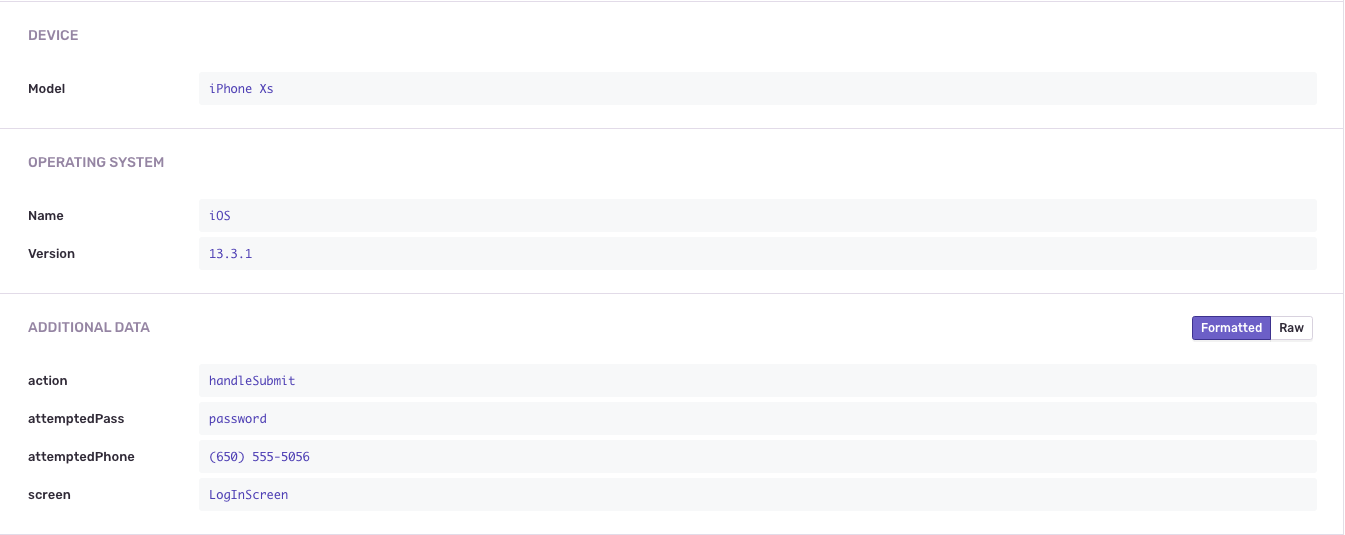 DEVICE
Model iPhone Xs
OPERATING SYSTEM
Name iOS
Version 13.3.1
ADDITIONAL DATA Formatted Raw
action handleSubmit
attemptedPass password
attemptedPhone (650) 555-5056
screen LogInScreen